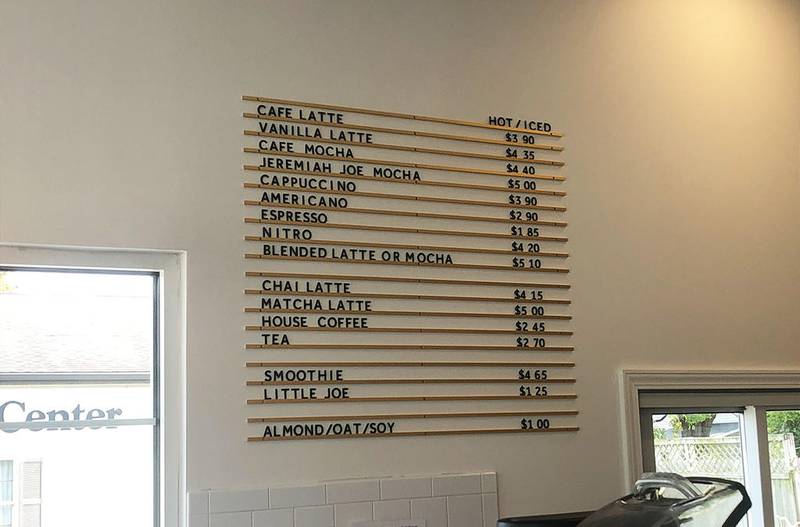 HOT / ICED
CAFE LATTE $3 90
VANILLA LATTE $4 35
CAFE MOCHA $4 40
JEREMIAH JOE MOCHA $5 00
CAPPUCCINO $3 90
AMERICANO $2 90
ESPRESSO $1 85
NITRO $4 20
BLENDED LATTE OR MOCHA $5 10
CHAI LATTE $4 15
MATCHA LATTE $5 00
HOUSE COFFEE $2 45
TEA $2 70
SMOOTHIE $4 65
LITTLE JOE $1 25
ALMOND/OAT/SOY $1 00
Center